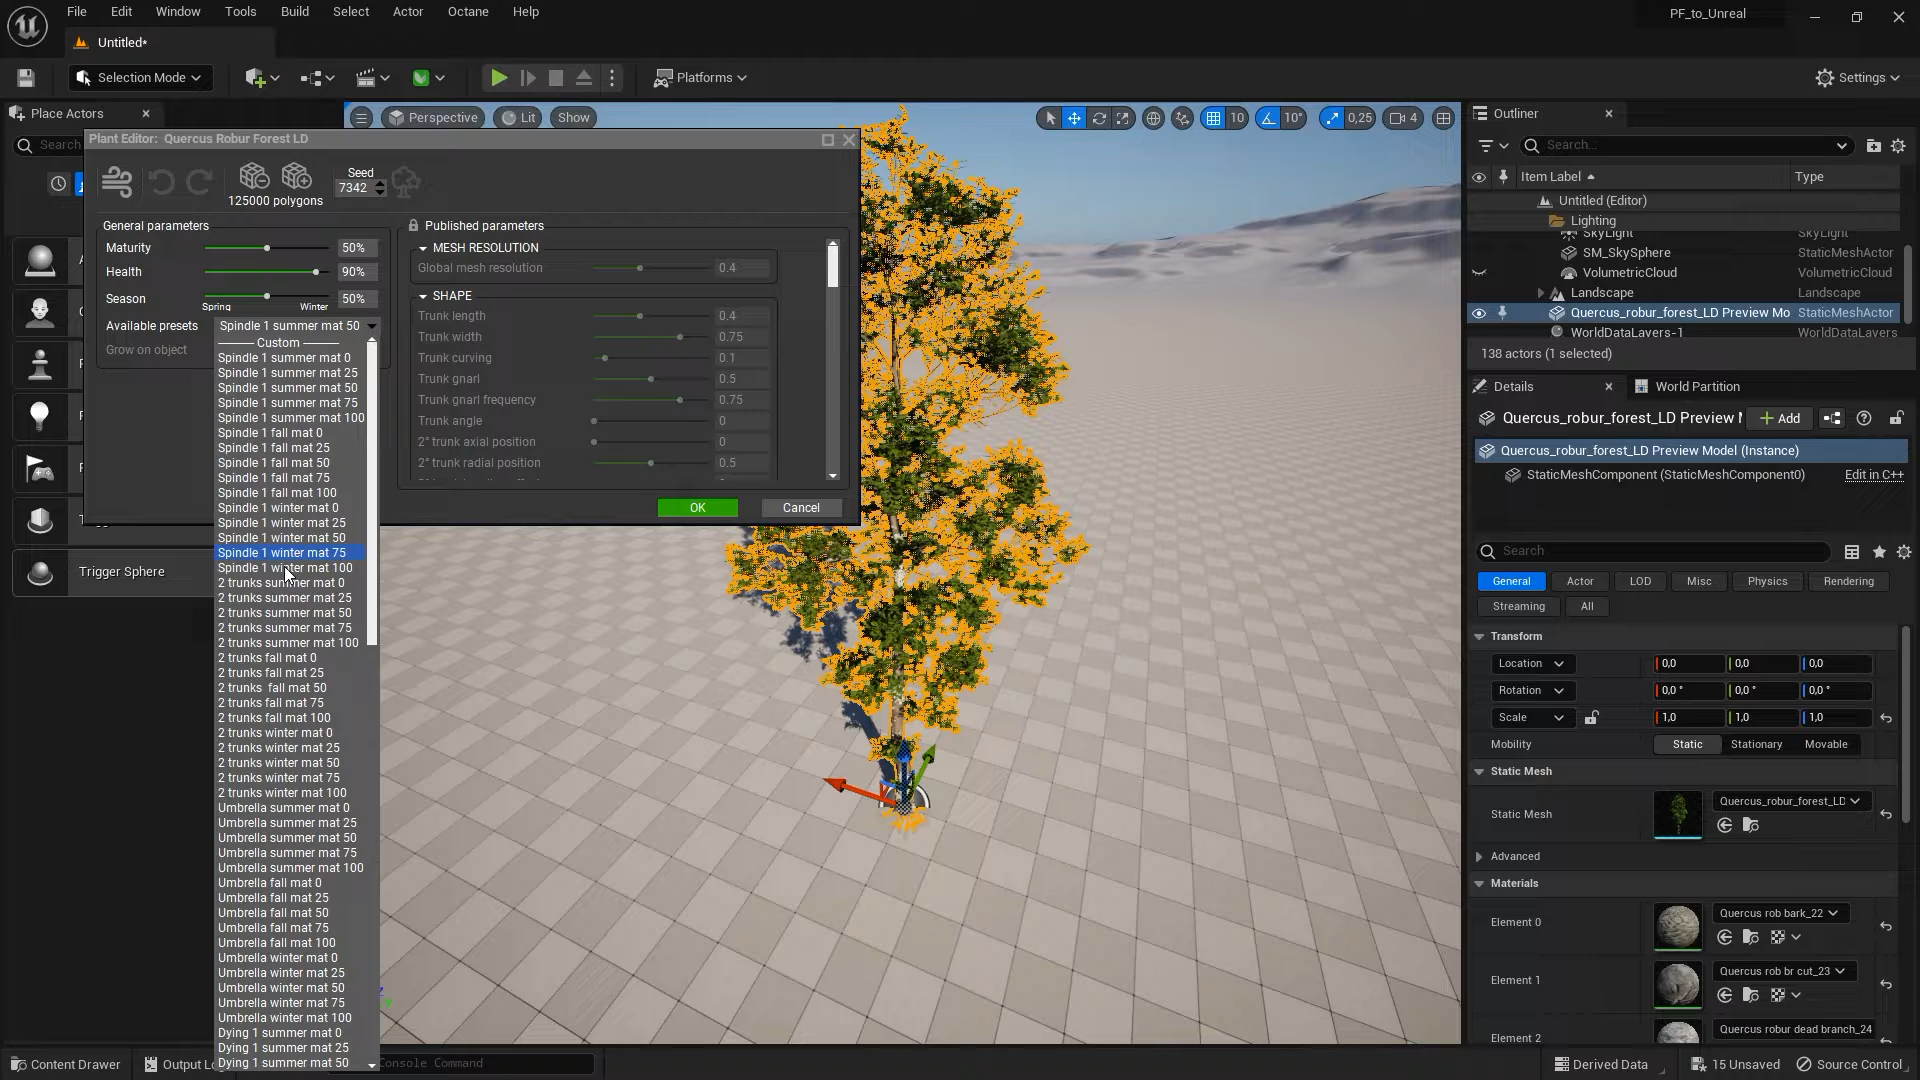 File Edit Window Tools Build Select Actor Octane Help
PF_to_Unreal
Untitled*
Selection Mode
Platforms
Settings
Place Actors
Perspective Lit Show
10 10° 0,25 4
Plant Editor: Quercus Robur Forest LD
Search
125000 polygons
Seed
7342
General parameters
Maturity 50%
Health 90%
Season 50%
Spring Winter
Available presets Spindle 1 summer mat 50
Grow on object
Custom
Spindle 1 summer mat 0
Spindle 1 summer mat 25
Spindle 1 summer mat 50
Spindle 1 summer mat 75
Spindle 1 summer mat 100
Spindle 1 fall mat 0
Spindle 1 fall mat 25
Spindle 1 fall mat 50
Spindle 1 fall mat 75
Spindle 1 fall mat 100
Spindle 1 winter mat 0
Spindle 1 winter mat 25
Spindle 1 winter mat 50
Spindle 1 winter mat 75
Spindle 1 winter mat 100
2 trunks summer mat 0
2 trunks summer mat 25
2 trunks summer mat 50
2 trunks summer mat 75
2 trunks summer mat 100
2 trunks fall mat 0
2 trunks fall mat 25
2 trunks fall mat 50
2 trunks fall mat 75
2 trunks fall mat 100
2 trunks winter mat 0
2 trunks winter mat 25
2 trunks winter mat 50
2 trunks winter mat 75
2 trunks winter mat 100
Umbrella summer mat 0
Umbrella summer mat 25
Umbrella summer mat 50
Umbrella summer mat 75
Umbrella summer mat 100
Umbrella fall mat 0
Umbrella fall mat 25
Umbrella fall mat 50
Umbrella fall mat 75
Umbrella fall mat 100
Umbrella winter mat 0
Umbrella winter mat 25
Umbrella winter mat 50
Umbrella winter mat 75
Umbrella winter mat 100
Dying 1 summer mat 0
Dying 1 summer mat 25
Dying 1 summer mat 50
Published parameters
MESH RESOLUTION
Global mesh resolution 0.4
SHAPE
Trunk length 0.4
Trunk width 0.75
Trunk curving 0.1
Trunk gnarl 0.5
Trunk gnarl frequency 0.75
Trunk angle 0
2° trunk axial position 0
2° trunk radial position 0.5
OK Cancel
Trigger Sphere
Outliner
Search...
Item Label Type
Untitled (Editor)
Lighting
SkyLight SkyLight
SM_SkySphere StaticMeshActor
VolumetricCloud VolumetricCloud
Landscape Landscape
Quercus_robur_forest_LD Preview Mo StaticMeshActor
WorldDataLayers-1 WorldDataLayers
138 actors (1 selected)
Details World Partition
Quercus_robur_forest_LD Preview M Add
Quercus_robur_forest_LD Preview Model (Instance)
StaticMeshComponent (StaticMeshComponent0) Edit in C++
Search
General Actor LOD Misc Physics Rendering
Streaming All
Transform
Location 0,0 0,0 0,0
Rotation 0,0 ° 0,0 ° 0,0 °
Scale 1,0 1,0 1,0
Mobility Static Stationary Movable
Static Mesh
Static Mesh Quercus_robur_forest_LD
Advanced
Materials
Element 0 Quercus rob bark_22
Element 1 Quercus rob br cut_23
Element 2 Quercus robur dead branch_24
Content Drawer Output Lo Console Command
Derived Data 15 Unsaved Source Control